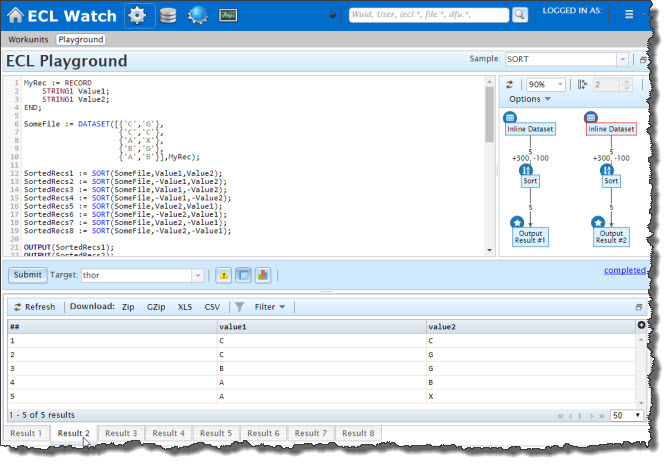 ECL Watch
Wuid, User, (ecl:*, file:*, dfu:*,
LOGGED IN AS:
Workunits Playground
ECL Playground
Sample: SORT
1 MyRec := RECORD
2 STRING1 Value1;
3 STRING1 Value2;
4 END;
5
6 SomeFile := DATASET([{'C','G'},
7 {'C','C'},
8 {'A','X'},
9 {'B','G'},
10 {'A','B'}],MyRec);
11
12 SortedRecs1 := SORT(SomeFile,Value1,Value2);
13 SortedRecs2 := SORT(SomeFile,-Value1,Value2);
14 SortedRecs3 := SORT(SomeFile,Value1,-Value2);
15 SortedRecs4 := SORT(SomeFile,-Value1,-Value2);
16 SortedRecs5 := SORT(SomeFile,Value2,Value1);
17 SortedRecs6 := SORT(SomeFile,-Value2,Value1);
18 SortedRecs7 := SORT(SomeFile,Value2,-Value1);
19 SortedRecs8 := SORT(SomeFile,-Value2,-Value1);
20
21 OUTPUT(SortedRecs1);
22 OUTPUT(SortedRecs2);
90% 2
Options
Inline Dataset Inline Dataset
5 5
+300, -100 +300, -100
Sort Sort
5 5
Output
Result #1
Output
Result #2
Submit Target: thor
completed
Refresh Download: Zip GZip XLS CSV Filter
## value1 value2
1 C C
2 C G
3 B G
4 A B
5 A X
1 - 5 of 5 results
« ‹ 1 › » 50
Result 1 Result 2 Result 3 Result 4 Result 5 Result 6 Result 7 Result 8